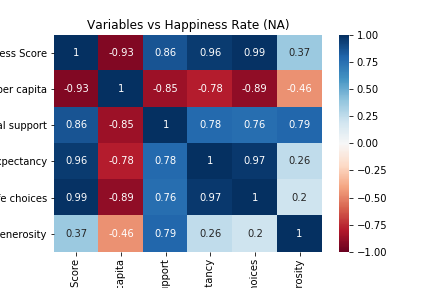 Variables vs Happiness Rate (NA)
ess Score 1 -0.93 0.86 0.96 0.99 0.37
per capita -0.93 1 -0.85 -0.78 -0.89 -0.46
al support 0.86 -0.85 1 0.78 0.76 0.79
xpectancy 0.96 -0.78 0.78 1 0.97 0.26
fe choices 0.99 -0.89 0.76 0.97 1 0.2
enerosity 0.37 -0.46 0.79 0.26 0.2 1
Score
capita
upport
tancy
oices
rosity
1.00
0.75
0.50
0.25
0.00
−0.25
−0.50
−0.75
−1.00